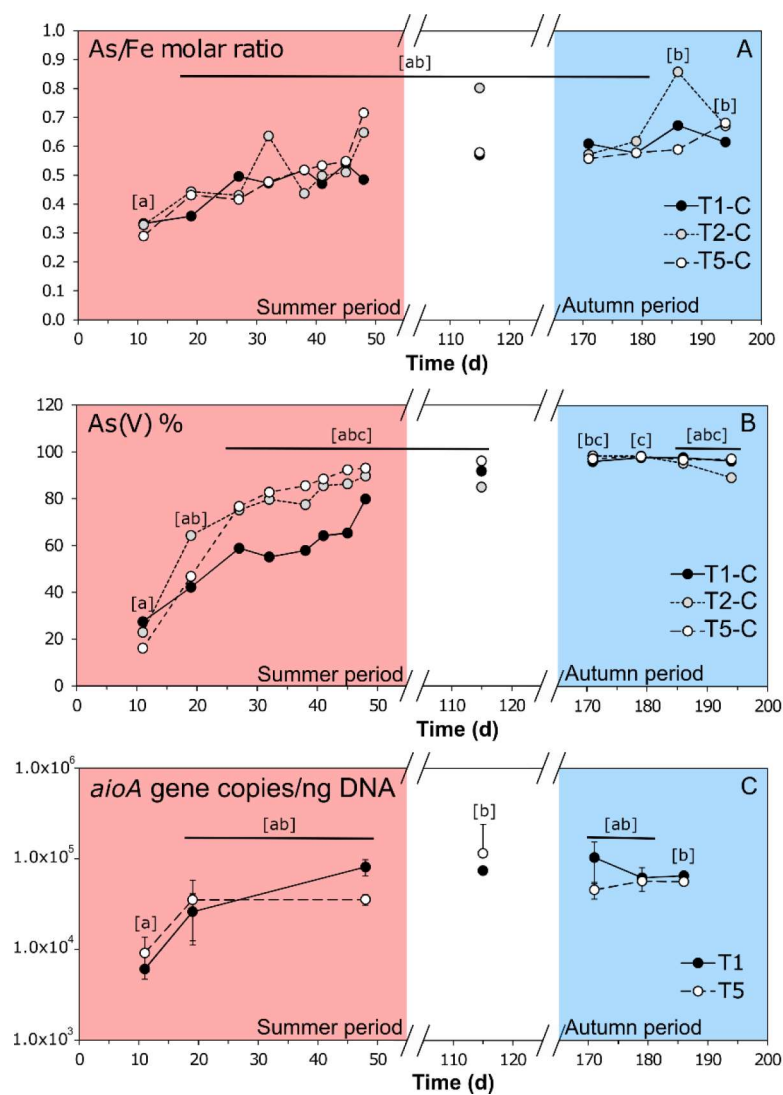 As/Fe molar ratio
A
1.0
0.9
0.8
0.7
0.6
0.5
0.4
0.3
0.2
0.1
0.0
[a]
[ab]
[b]
[b]
T1-C
T2-C
T5-C
Summer period
Autumn period
0 10 20 30 40 50 110 120 170 180 190 200
Time (d)
As(V) %
B
120
100
80
60
40
20
0
[a]
[ab]
[abc]
[bc]
[c]
[abc]
T1-C
T2-C
T5-C
Summer period
Autumn period
0 10 20 30 40 50 110 120 170 180 190 200
Time (d)
aioA gene copies/ng DNA
C
1.0x10⁶
1.0x10⁵
1.0x10⁴
1.0x10³
[a]
[ab]
[b]
[ab]
[b]
T1
T5
Summer period
Autumn period
0 10 20 30 40 50 110 120 170 180 190 200
Time (d)